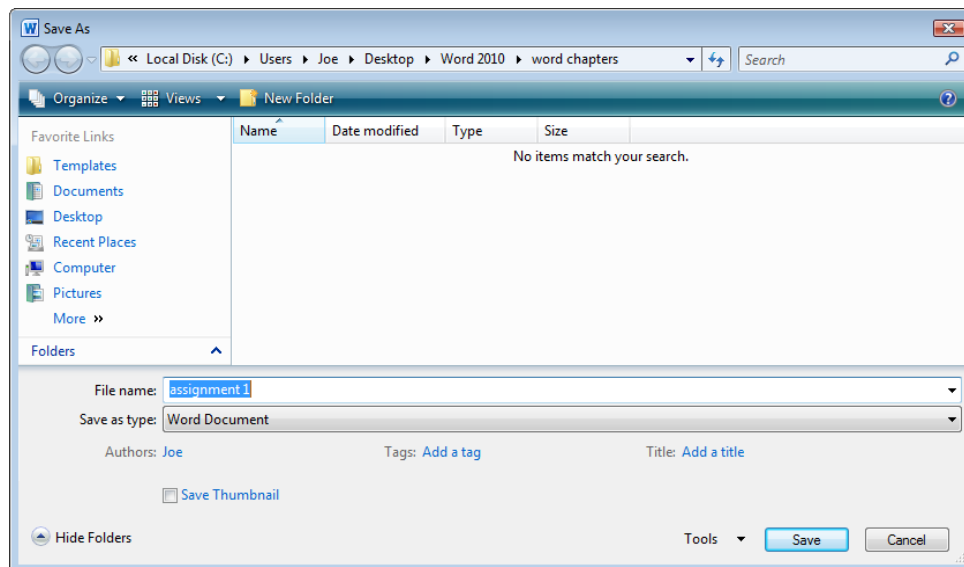 Save As
« Local Disk (C:) ▸ Users ▸ Joe ▸ Desktop ▸ Word 2010 ▸ word chapters
Search
Organize Views New Folder
Favorite Links
Templates
Documents
Desktop
Recent Places
Computer
Pictures
More »
Folders
Name Date modified Type Size
No items match your search.
File name: assignment 1
Save as type: Word Document
Authors: Joe Tags: Add a tag Title: Add a title
Save Thumbnail
Hide Folders Tools Save Cancel